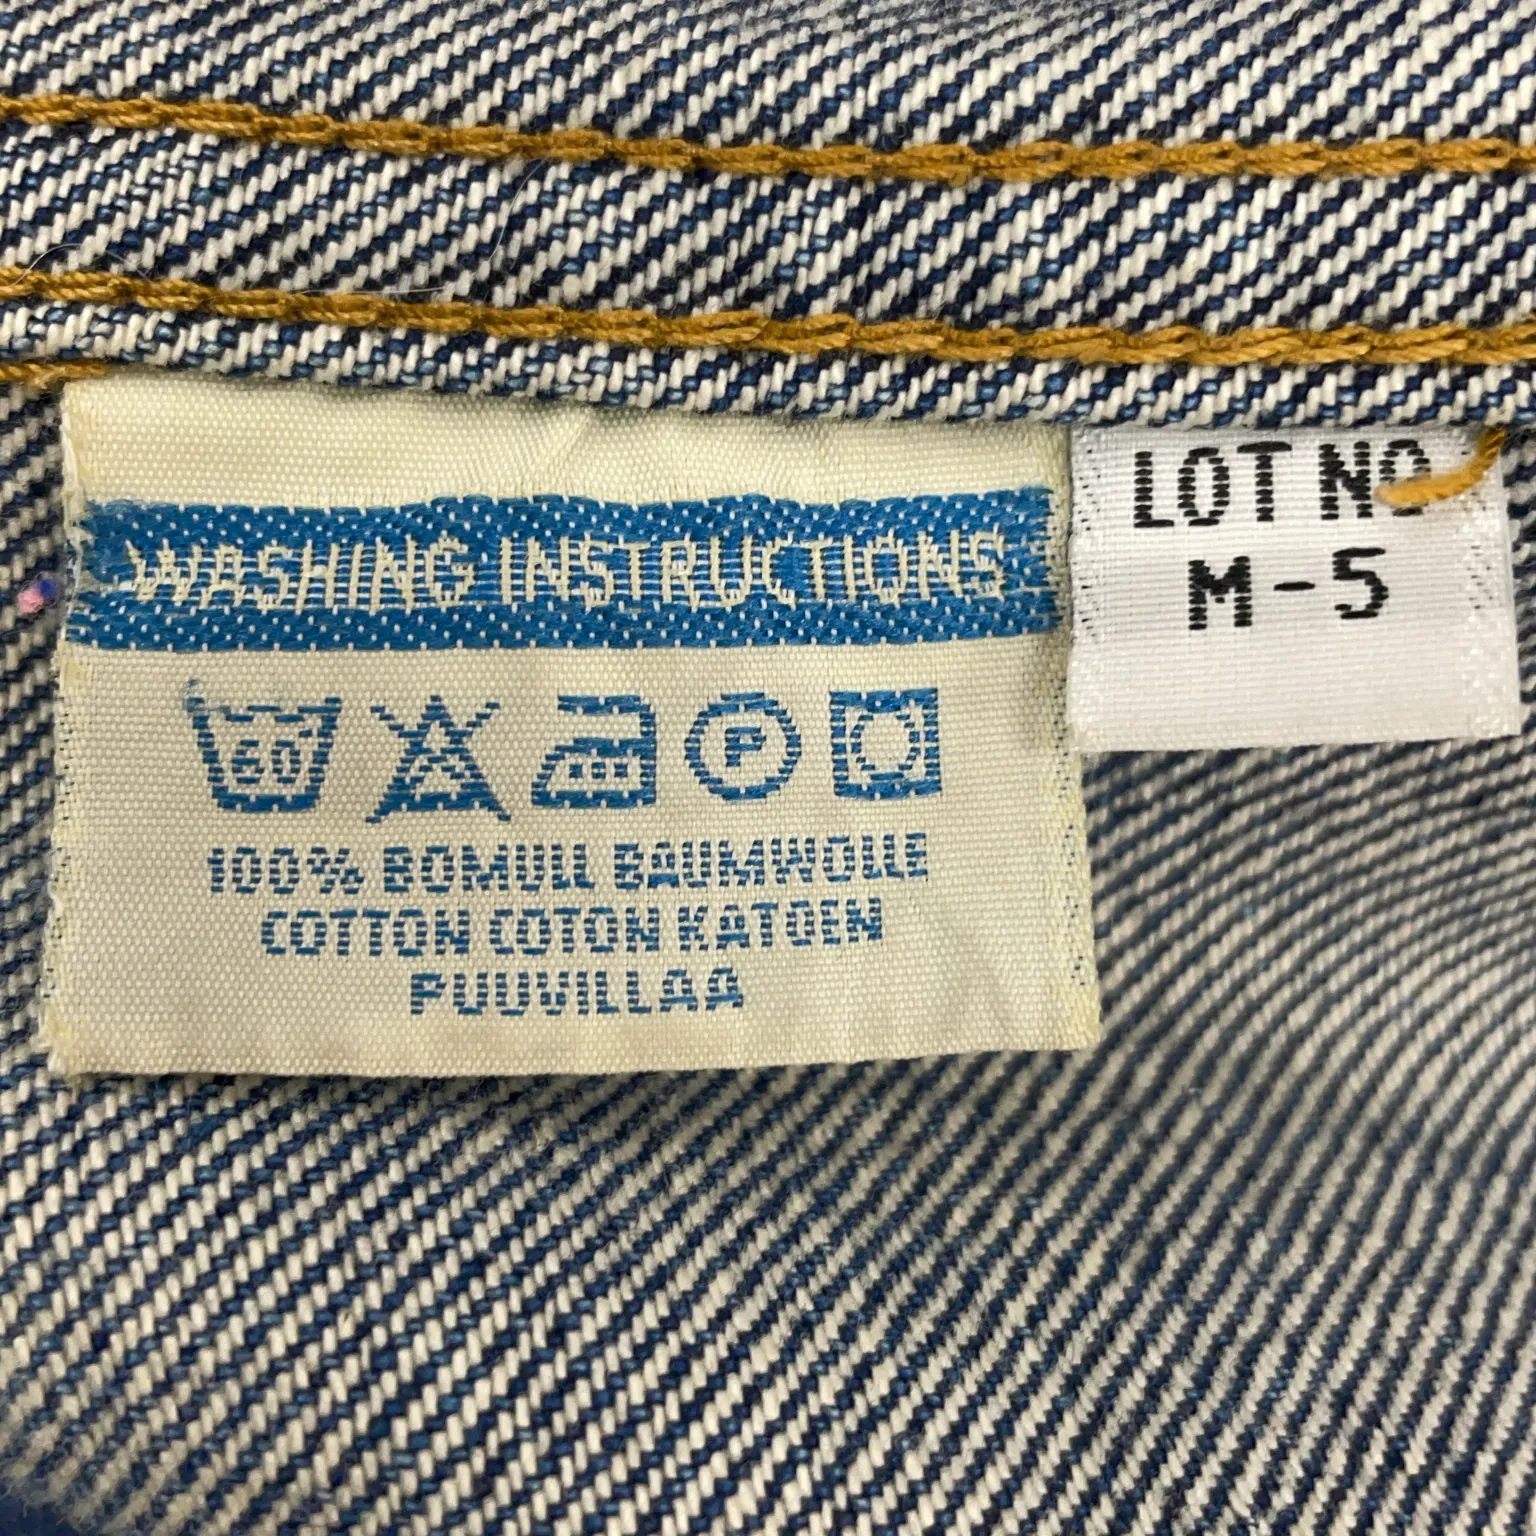 WASHING INSTRUCTIONS
60
A
P
100% BOMULL BAUMWOLLE
COTTON COTON KATOEN
PUUVILLAA
LOT NO
M-5